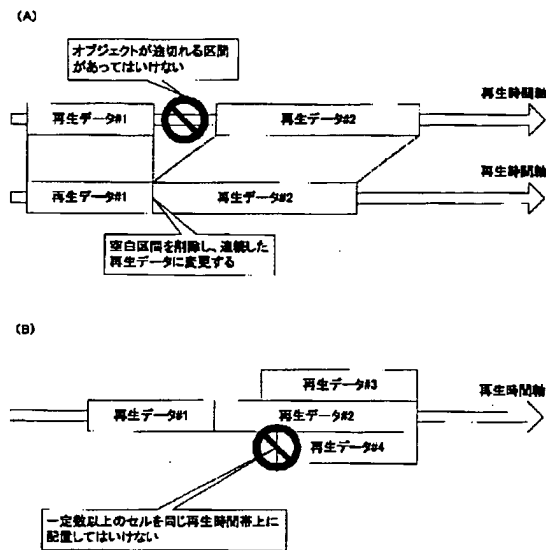 (A)
オブジェクトが途切れる区間
があってはいけない
再生時間軸
再生データ#1
再生データ#2
再生時間軸
再生データ#1
再生データ#2
空白区間を削除し、連続した
再生データに変更する
(B)
再生データ#3
再生時間軸
再生データ#1
再生データ#2
再生データ#4
一定数以上のセルを同じ再生時間帯上に
配置してはいけない